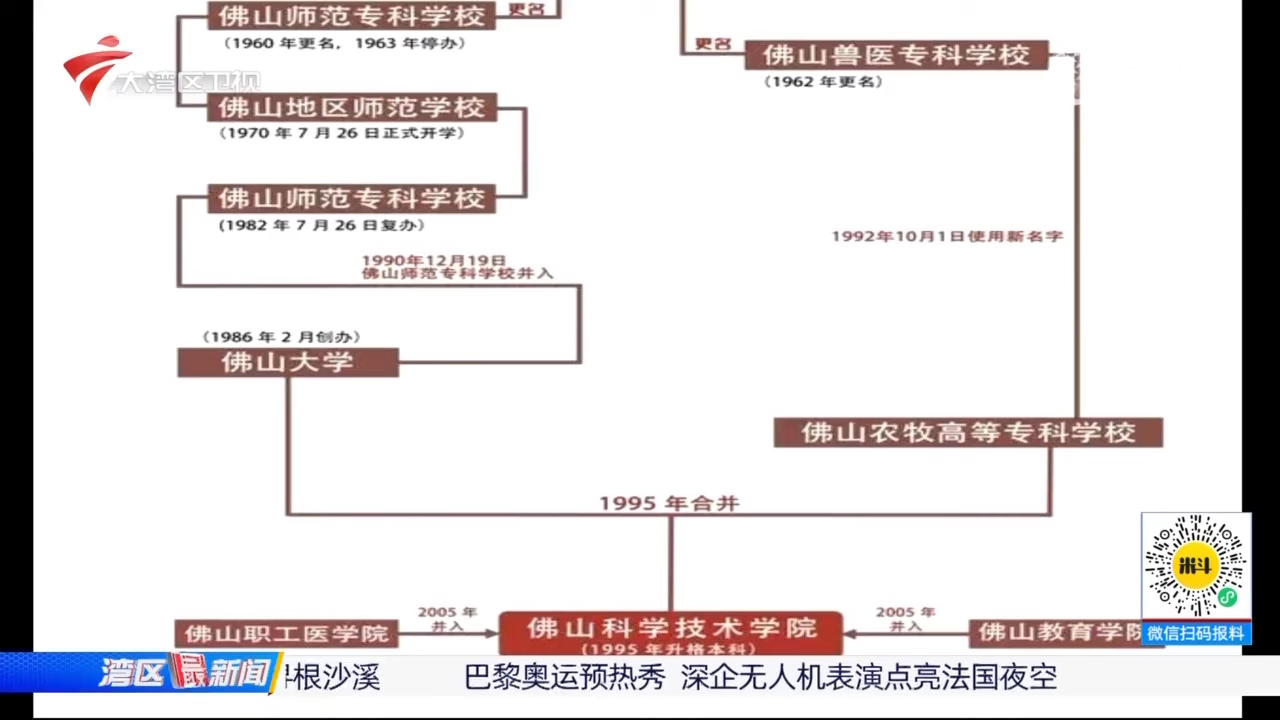 佛山师范专科学校
更名
(1960 年更名，1963 年停办)
更名
佛山兽医专科学校
(1962 年更名)
大湾区卫视
佛山地区师范学校
(1970 年 7 月 26 日正式开学)
佛山师范专科学校
(1982 年 7 月 26 日复办)
1992年10月1日使用新名字
1990年12月19日
佛山师范专科学校并入
(1986 年 2 月创办)
佛山大学
佛山农牧高等专科学校
1995 年合并
佛山职工医学院
2005 年
并入
佛山科学技术学院
(1995 年升格本科)
2005 年
并入
佛山教育学院
米斗
微信扫码报料
湾区最新闻
寻根沙溪 巴黎奥运预热秀 深企无人机表演点亮法国夜空